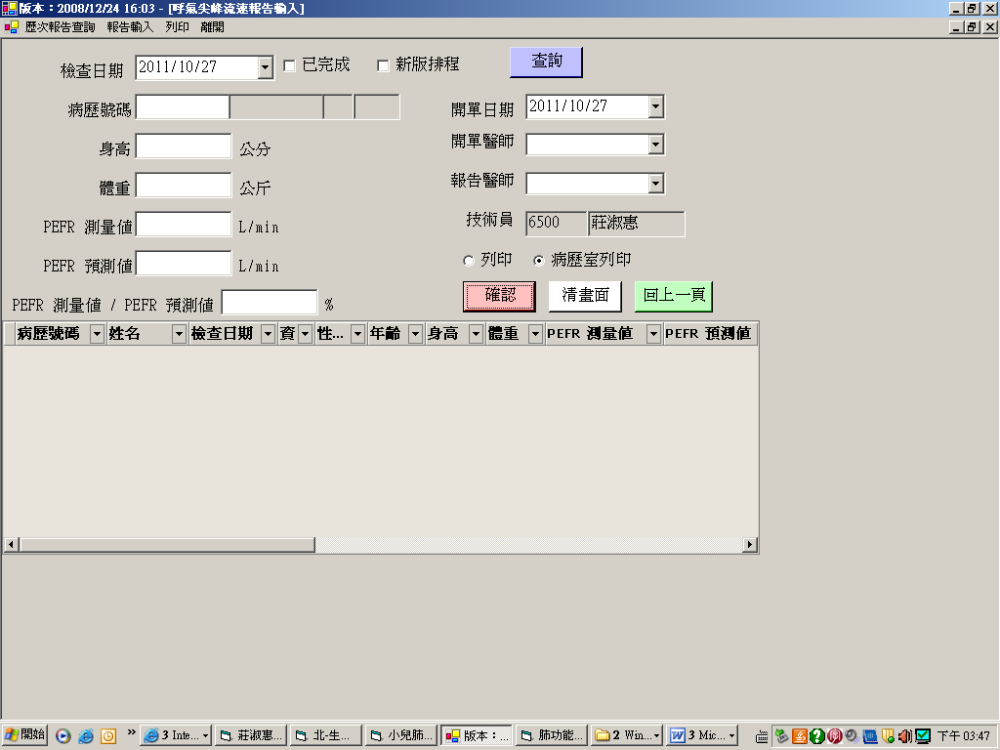 版本：2008/12/24 16:03 - [呼氣尖峰流速報告輸入]
歷次報告查詢 報告輸入 列印 離開
檢查日期 2011/10/27 已完成 新版排程 查詢
病歷號碼 開單日期 2011/10/27
身高 公分 開單醫師
體重 公斤 報告醫師
PEFR 測量值 L/min 技術員 6500 莊淑惠
PEFR 預測值 L/min 列印 病歷室列印
PEFR 測量值 / PEFR 預測值 % 確認 清畫面 回上一頁
病歷號碼 姓名 檢查日期 資 性... 年齡 身高 體重 PEFR 測量值 PEFR 預測值
開始 » 3 Inte... 莊淑惠... 北-生... 小兒肺... 版本：... 肺功能... 2 Win... 3 Mic... 下午 03:47